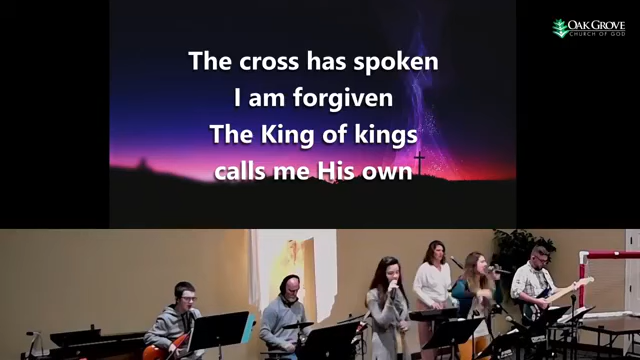 The cross has spoken
I am forgiven
The King of kings
calls me His own
OAK GROVE
CHURCH OF GOD